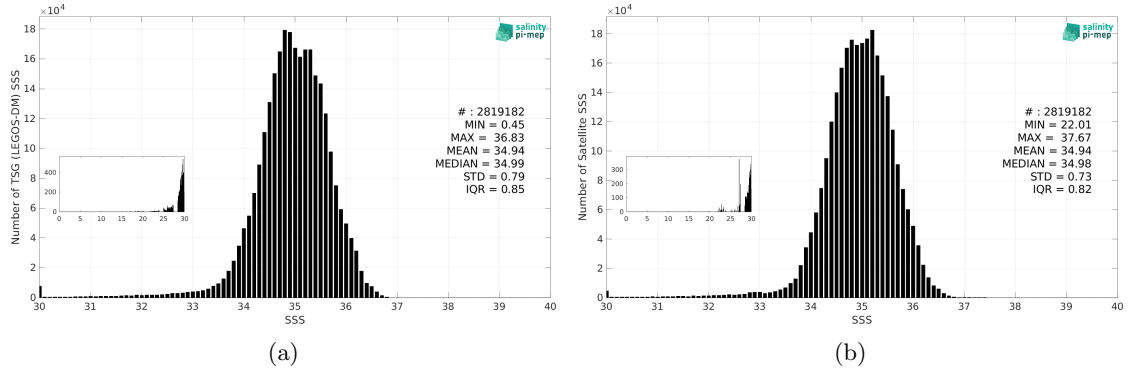 ×10⁴
18
16
14
12
10
8
6
4
2
0
Number of TSG (LEGOS-DM) SSS
salinity
pi-mep
# : 2819182
MIN = 0.45
MAX = 36.83
MEAN = 34.94
MEDIAN = 34.99
STD = 0.79
IQR = 0.85
400
200
0
0 5 10 15 20 25 30
30 31 32 33 34 35 36 37 38 39 40
SSS
(a)
×10⁴
18
16
14
12
10
8
6
4
2
0
Number of Satellite SSS
salinity
pi-mep
# : 2819182
MIN = 22.01
MAX = 37.67
MEAN = 34.94
MEDIAN = 34.98
STD = 0.73
IQR = 0.82
300
200
100
0
0 5 10 15 20 25 30
30 31 32 33 34 35 36 37 38 39 40
SSS
(b)